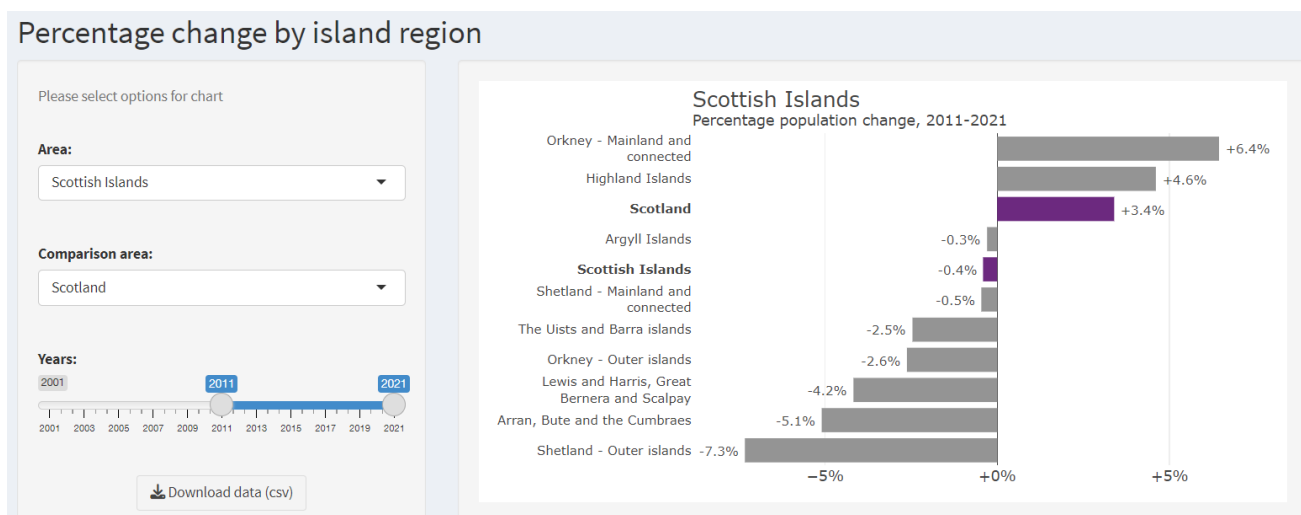 Percentage change by island region
Please select options for chart
Area:
Scottish Islands
Comparison area:
Scotland
Years:
2001
2011
2021
2001 2003 2005 2007 2009 2011 2013 2015 2017 2019 2021
Download data (csv)
Scottish Islands
Percentage population change, 2011-2021
Orkney - Mainland and
connected
+6.4%
Highland Islands +4.6%
Scotland +3.4%
Argyll Islands -0.3%
Scottish Islands -0.4%
Shetland - Mainland and
connected
-0.5%
The Uists and Barra islands -2.5%
Orkney - Outer islands -2.6%
Lewis and Harris, Great
Bernera and Scalpay
-4.2%
Arran, Bute and the Cumbraes -5.1%
Shetland - Outer islands -7.3%
−5% +0% +5%